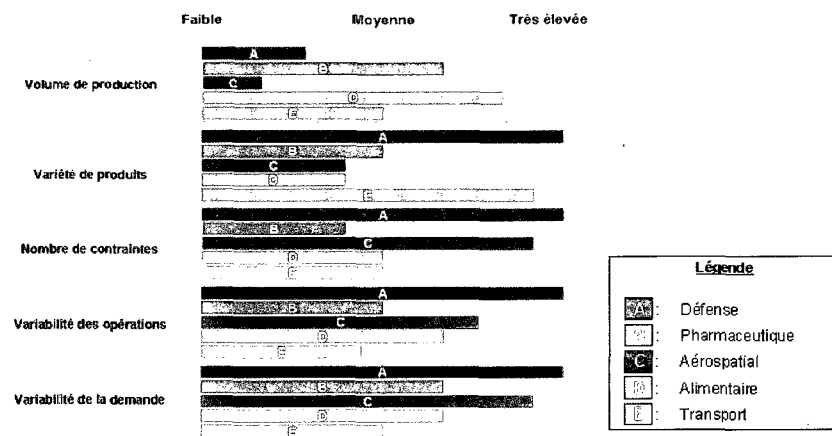 Faible Moyenne Très élevée
A
B
Volume de production
C
D
E
A
B
Variété de produits
C
D
E
A
B
Nombre de contraintes
C
D
E
A
B
Variabilité des opérations
C
D
E
A
B
Variabilité de la demande
C
D
E
Légende
A : Défense
B : Pharmaceutique
C : Aérospatial
D : Alimentaire
E : Transport